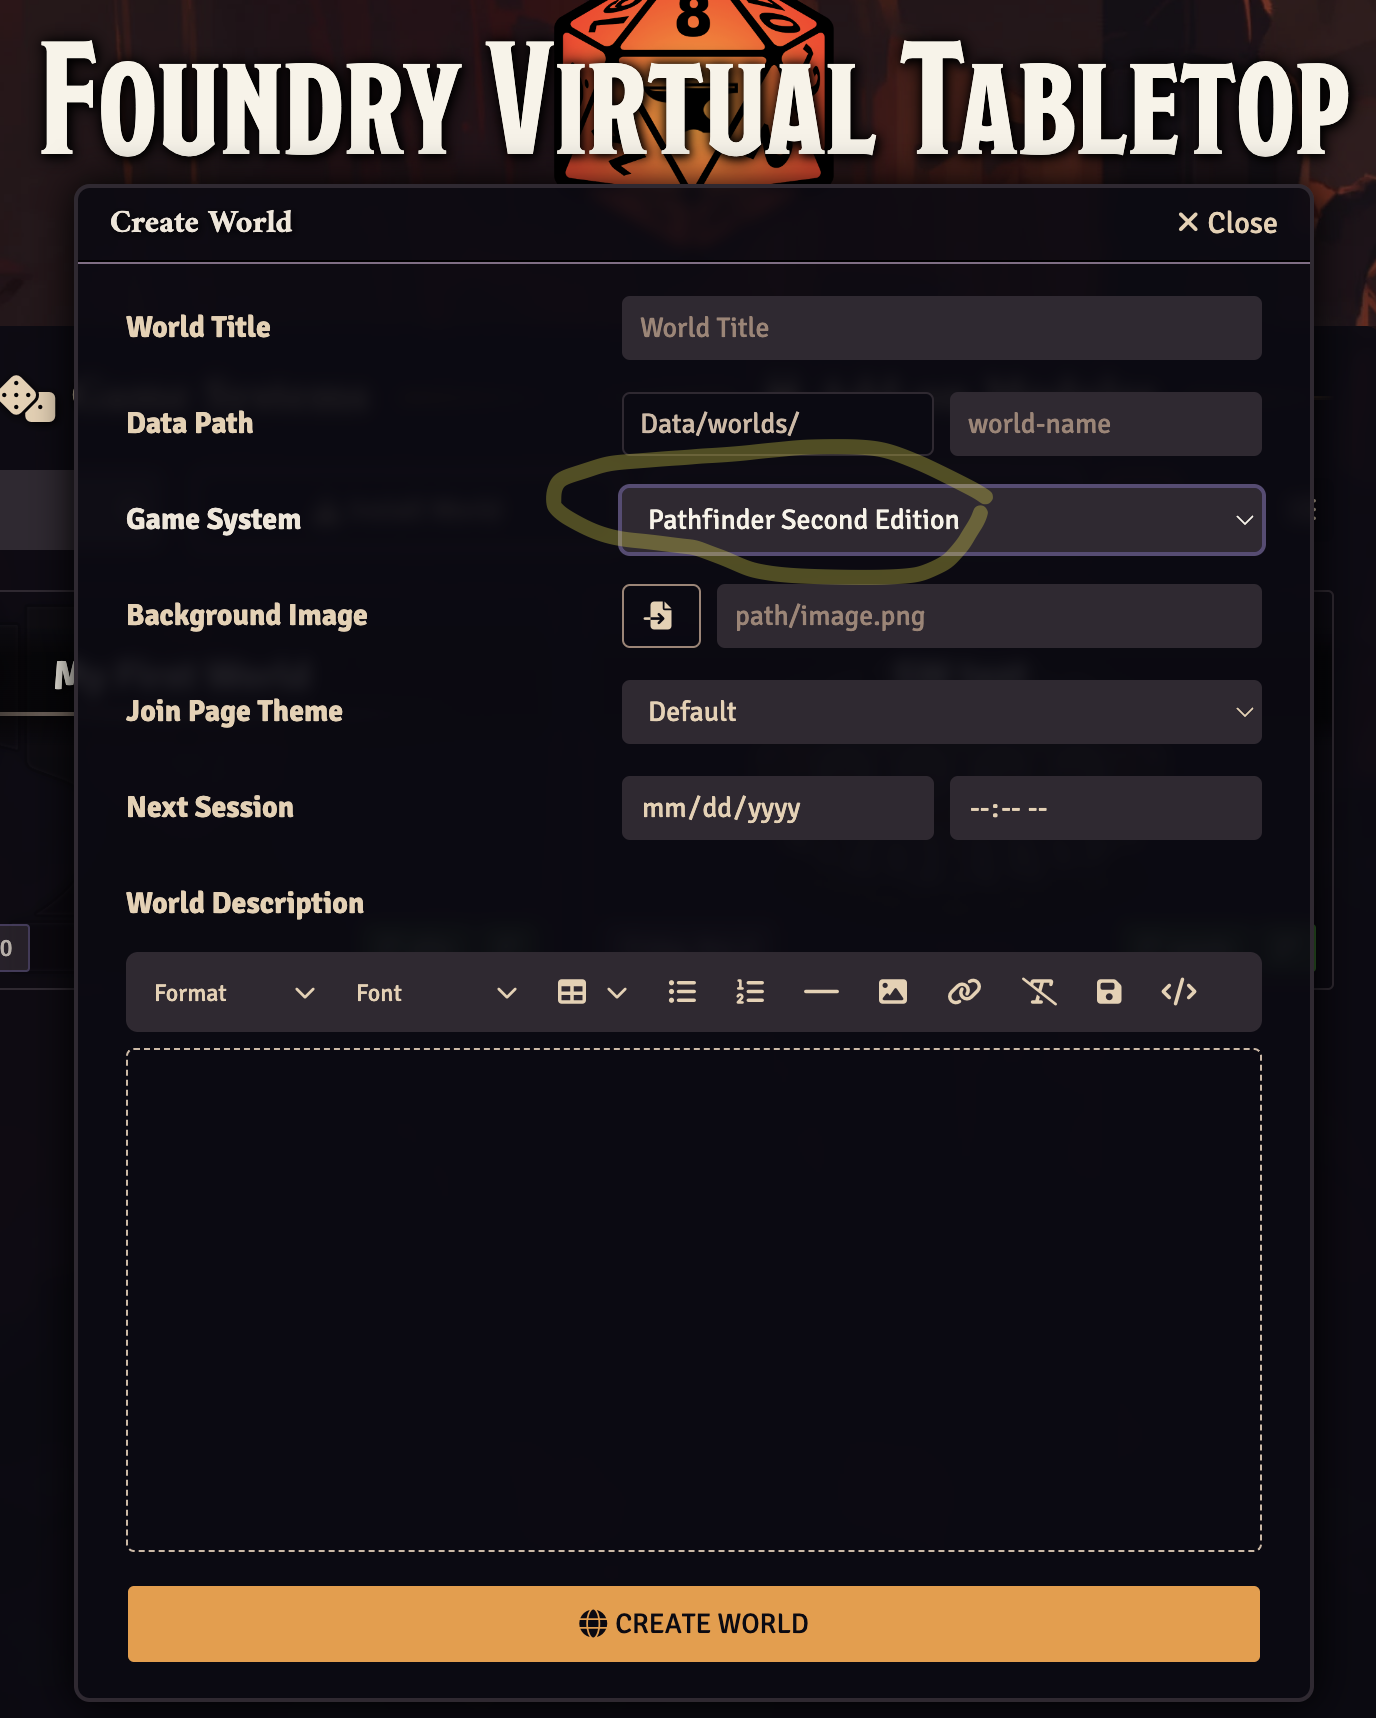 8
FOUNDRY VIRTUAL TABLETOP
Create World
Close
World Title
World Title
Data Path
Data/worlds/
world-name
Game System
Pathfinder Second Edition
Background Image
path/image.png
Join Page Theme
Default
Next Session
mm/dd/yyyy
--:-- --
World Description
Format
Font
CREATE WORLD